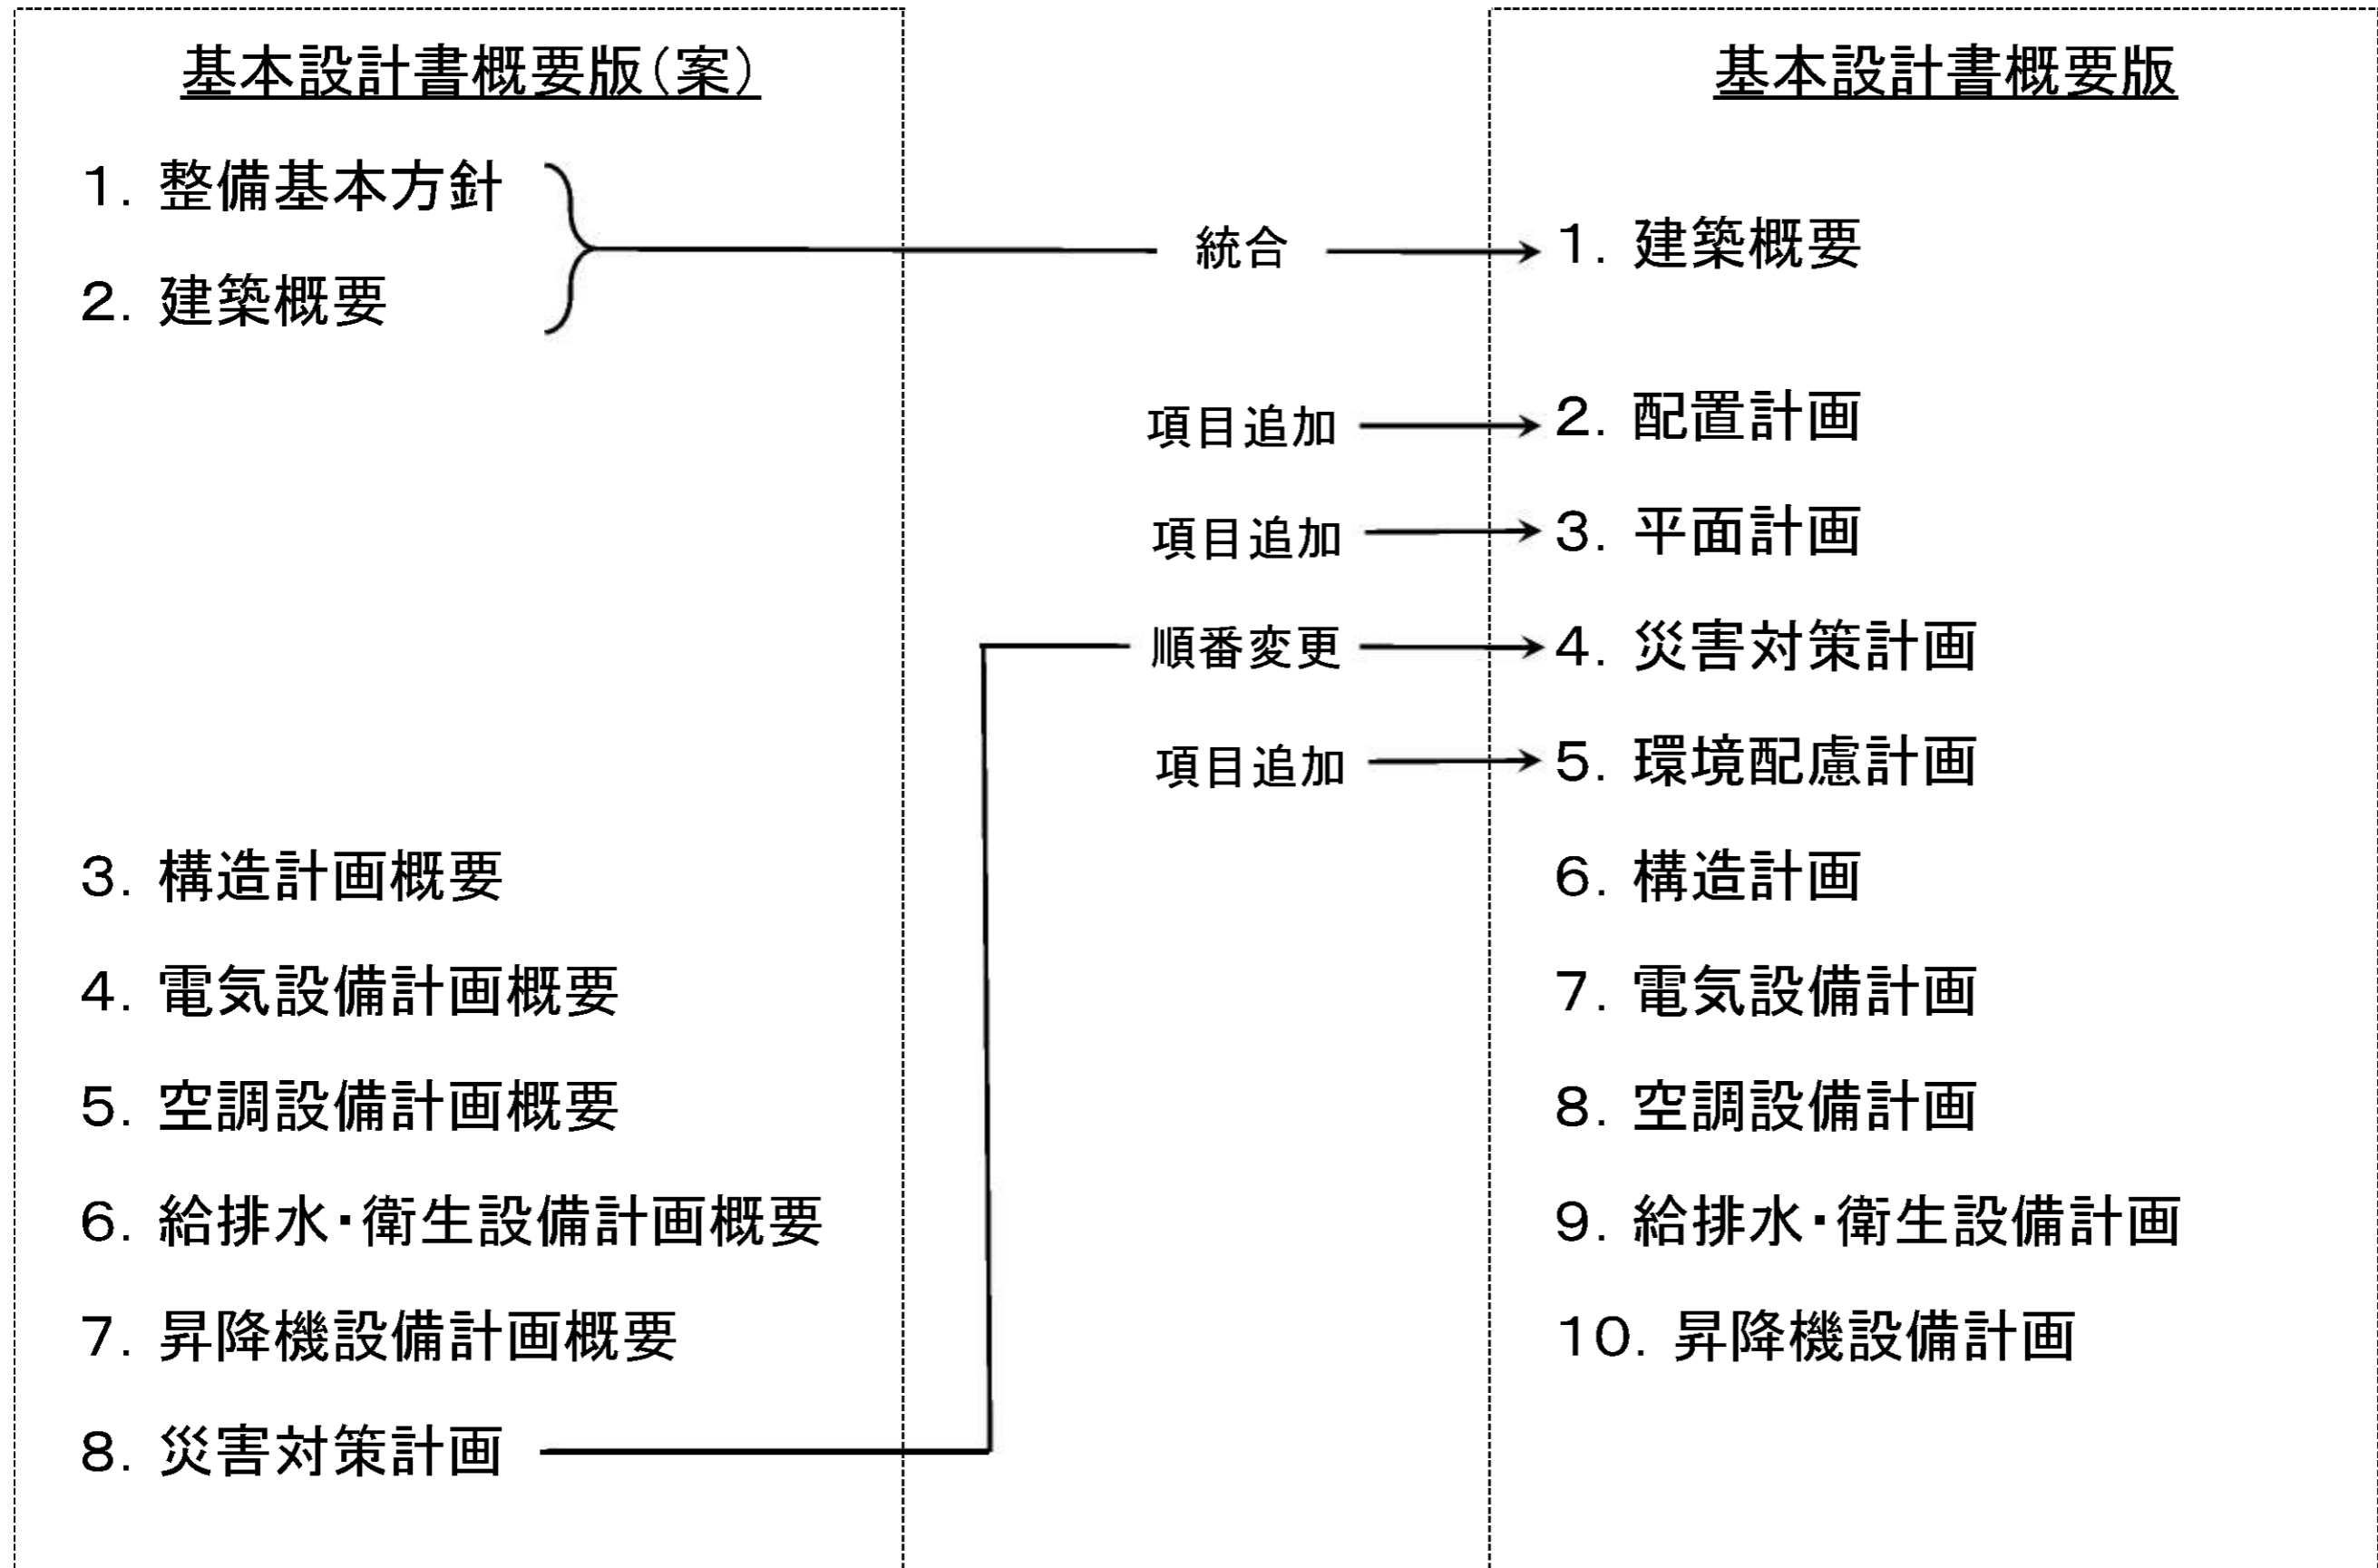 基本設計書概要版（案）
１．整備基本方針
２．建築概要
３．構造計画概要
４．電気設備計画概要
５．空調設備計画概要
６．給排水・衛生設備計画概要
７．昇降機設備計画概要
８．災害対策計画
統合
項目追加
項目追加
順番変更
項目追加
基本設計書概要版
１．建築概要
２．配置計画
３．平面計画
４．災害対策計画
５．環境配慮計画
６．構造計画
７．電気設備計画
８．空調設備計画
９．給排水・衛生設備計画
１０．昇降機設備計画